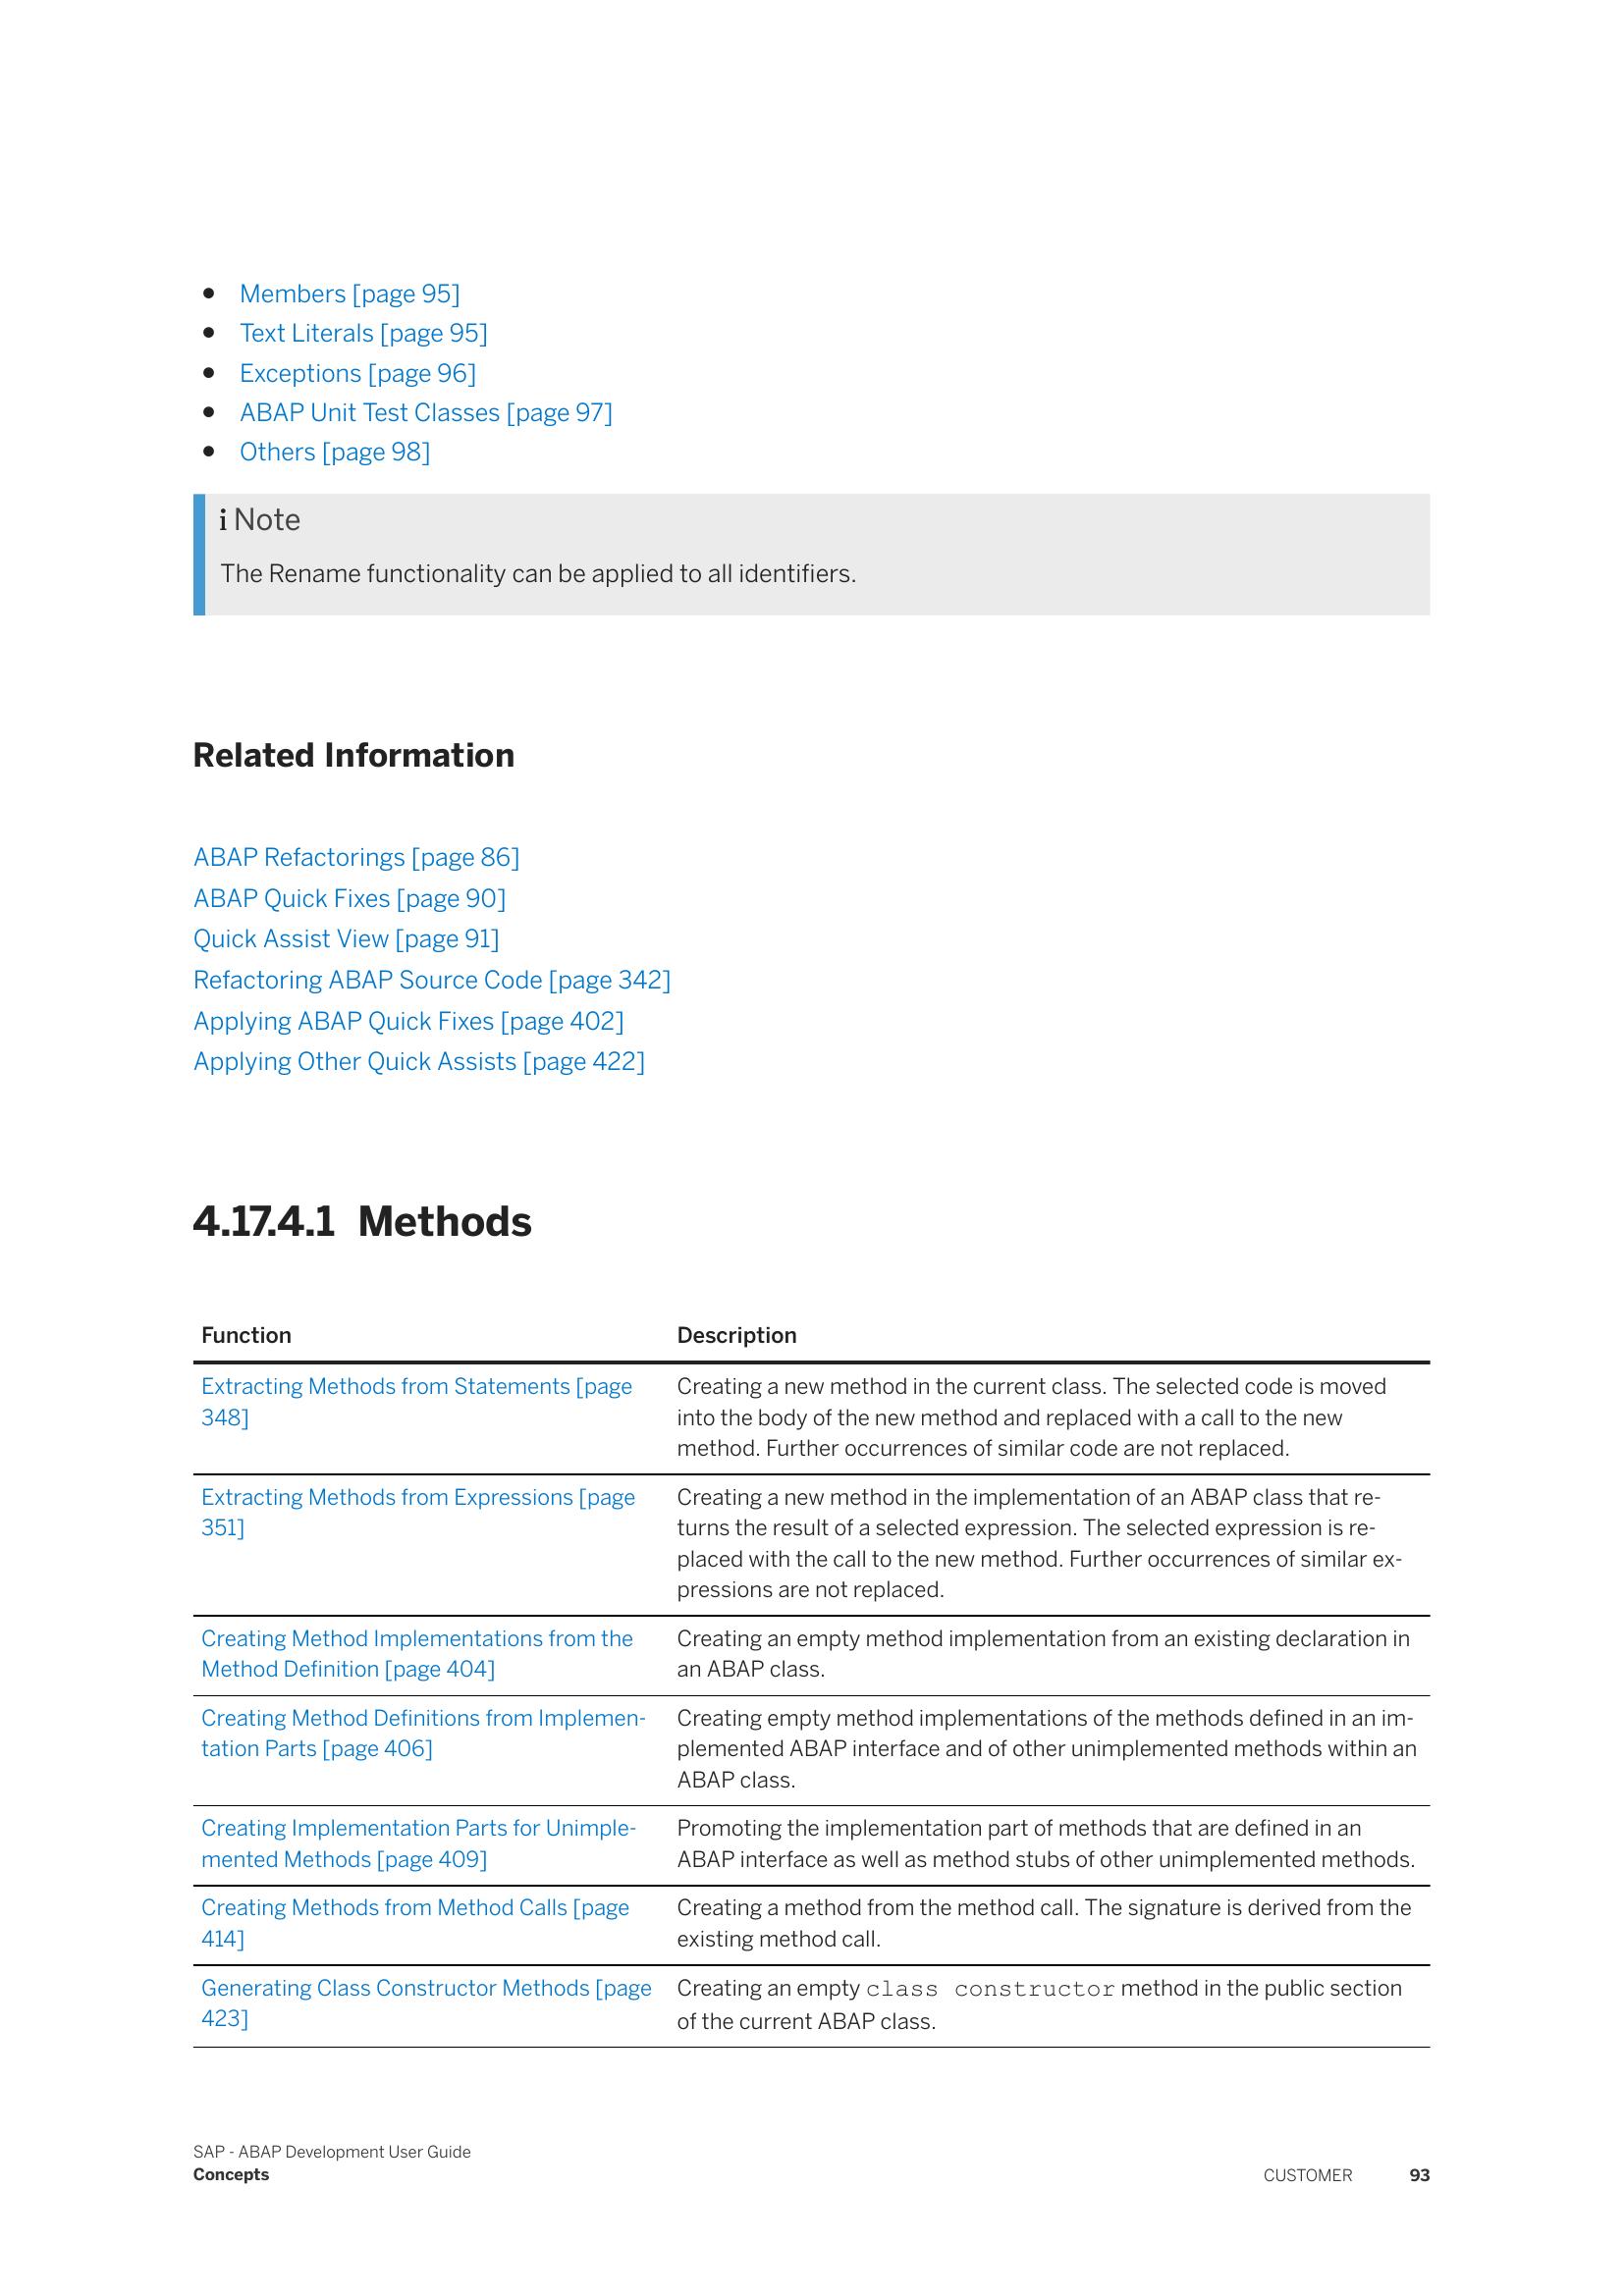 • Members [page 95]
• Text Literals [page 95]
• Exceptions [page 96]
• ABAP Unit Test Classes [page 97]
• Others [page 98]
i Note
The Rename functionality can be applied to all identifiers.
Related Information
ABAP Refactorings [page 86]
ABAP Quick Fixes [page 90]
Quick Assist View [page 91]
Refactoring ABAP Source Code [page 342]
Applying ABAP Quick Fixes [page 402]
Applying Other Quick Assists [page 422]
4.17.4.1 Methods
Function Description
Extracting Methods from Statements [page
348]
Creating a new method in the current class. The selected code is moved
into the body of the new method and replaced with a call to the new
method. Further occurrences of similar code are not replaced.
Extracting Methods from Expressions [page
351]
Creating a new method in the implementation of an ABAP class that re-
turns the result of a selected expression. The selected expression is re-
placed with the call to the new method. Further occurrences of similar ex-
pressions are not replaced.
Creating Method Implementations from the
Method Definition [page 404]
Creating an empty method implementation from an existing declaration in
an ABAP class.
Creating Method Definitions from Implemen-
tation Parts [page 406]
Creating empty method implementations of the methods defined in an im-
plemented ABAP interface and of other unimplemented methods within an
ABAP class.
Creating Implementation Parts for Unimple-
mented Methods [page 409]
Promoting the implementation part of methods that are defined in an
ABAP interface as well as method stubs of other unimplemented methods.
Creating Methods from Method Calls [page
414]
Creating a method from the method call. The signature is derived from the
existing method call.
Generating Class Constructor Methods [page
423]
Creating an empty class constructor method in the public section
of the current ABAP class.
SAP - ABAP Development User Guide
Concepts
CUSTOMER 93